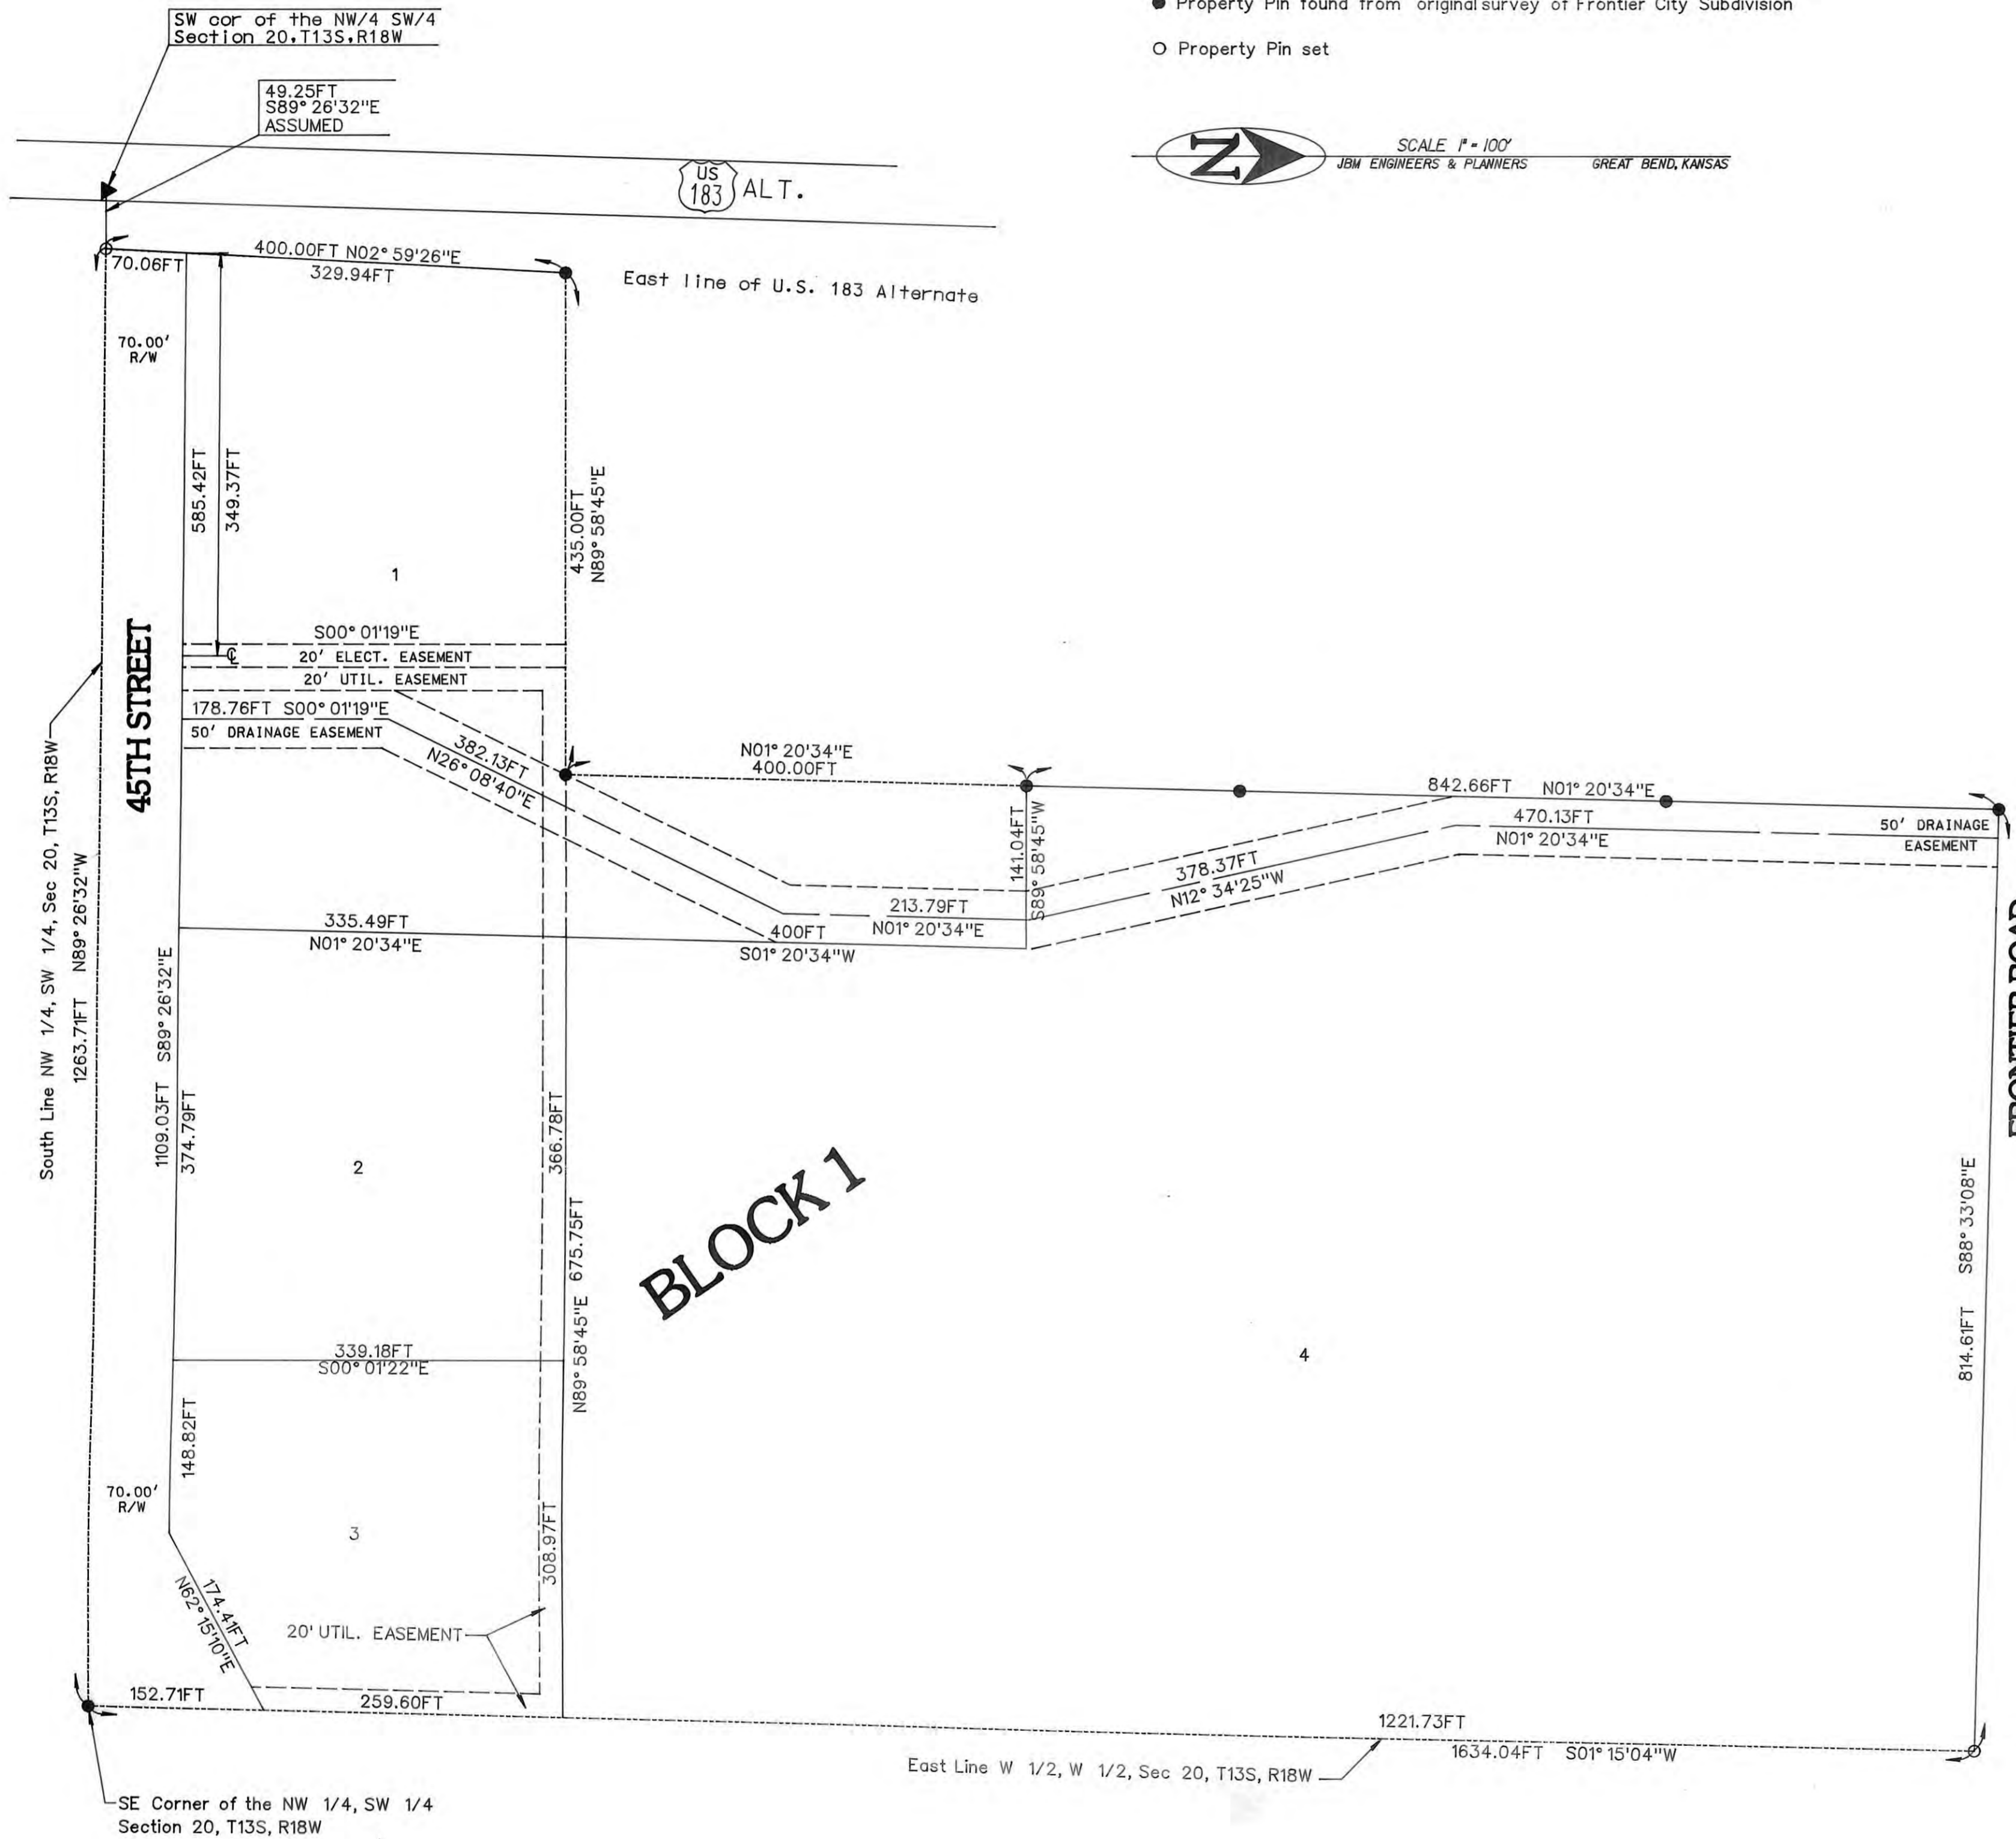 ● Property Pin found from original survey of Frontier City Subdivision
○ Property Pin set
SW cor of the NW/4 SW/4
Section 20,T13S,R18W
49.25FT
S89°26'32"E
ASSUMED
N
SCALE 1" = 100'
JBM ENGINEERS & PLANNERS GREAT BEND, KANSAS
US
183
ALT.
East line of U.S. 183 Alternate
400.00FT N02°59'26"E
70.06FT
329.94FT
70.00'
R/W
585.42FT
349.37FT
435.00FT
N89°58'45"E
1
S00°01'19"E
℄
20' ELECT. EASEMENT
20' UTIL. EASEMENT
178.76FT S00°01'19"E
50' DRAINAGE EASEMENT
382.13FT
N26°08'40"E
45TH STREET
South Line NW 1/4, SW 1/4, Sec 20, T13S, R18W
1263.71FT N89°26'32"W
N01°20'34"E
400.00FT
842.66FT N01°20'34"E
470.13FT
N01°20'34"E
50' DRAINAGE
EASEMENT
141.04FT
S89°58'45"W
378.37FT
N12°34'25"W
213.79FT
N01°20'34"E
335.49FT
N01°20'34"E
400FT
S01°20'34"W
1109.03FT S89°26'32"E
374.79FT
2
366.78FT
N89°58'45"E 675.75FT
BLOCK 1
4
FRONTIER ROAD
814.61FT S88°33'08"E
339.18FT
S00°01'22"E
148.82FT
70.00'
R/W
3
308.97FT
174.41FT
N62°15'10"E
20' UTIL. EASEMENT
152.71FT
259.60FT
1221.73FT
1634.04FT S01°15'04"W
East Line W 1/2, W 1/2, Sec 20, T13S, R18W
SE Corner of the NW 1/4, SW 1/4
Section 20, T13S, R18W